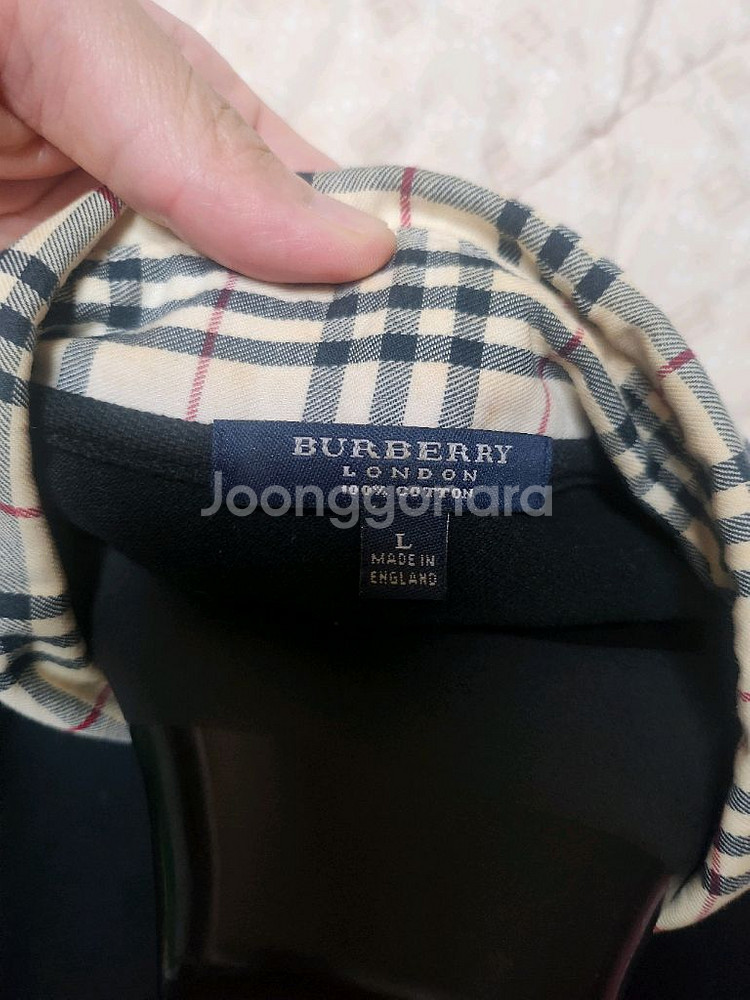 BURBERRY
LONDON
100% COTTON
Joonggonara
L
MADE IN
ENGLAND